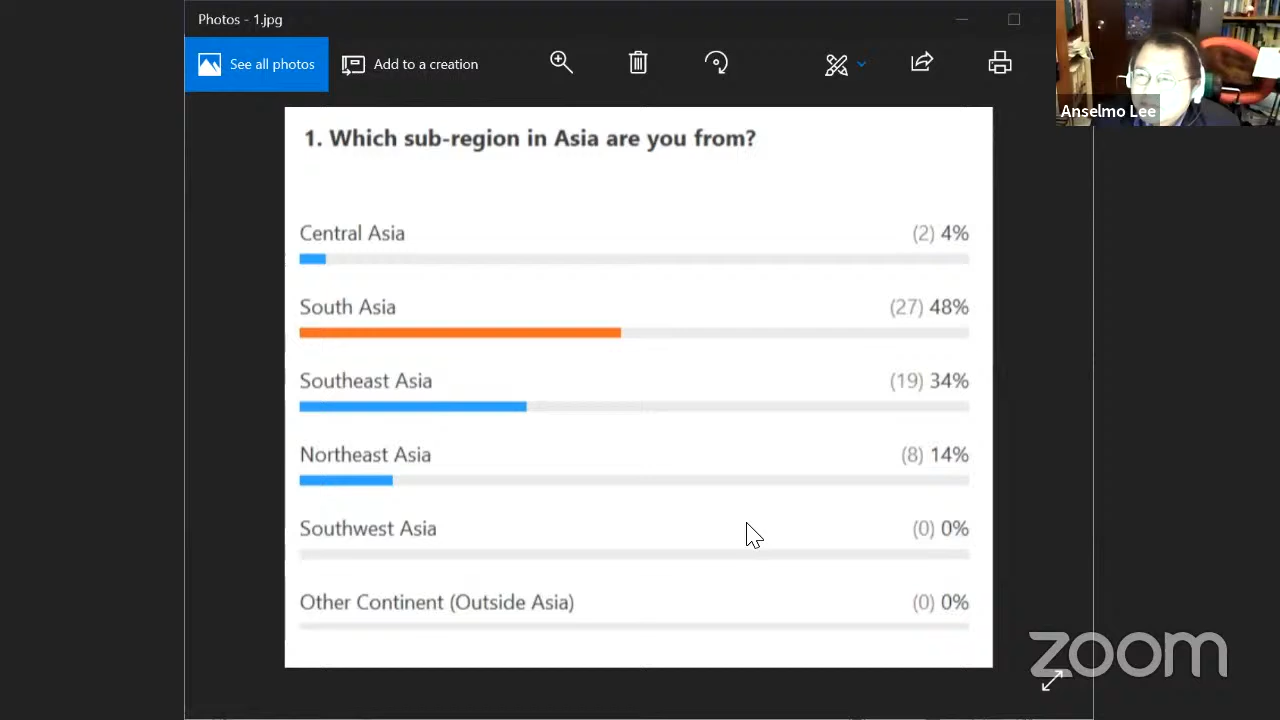 Photos - 1.jpg
See all photos
Add to a creation
Anselmo Lee
1. Which sub-region in Asia are you from?
Central Asia (2) 4%
South Asia (27) 48%
Southeast Asia (19) 34%
Northeast Asia (8) 14%
Southwest Asia (0) 0%
Other Continent (Outside Asia) (0) 0%
zoom